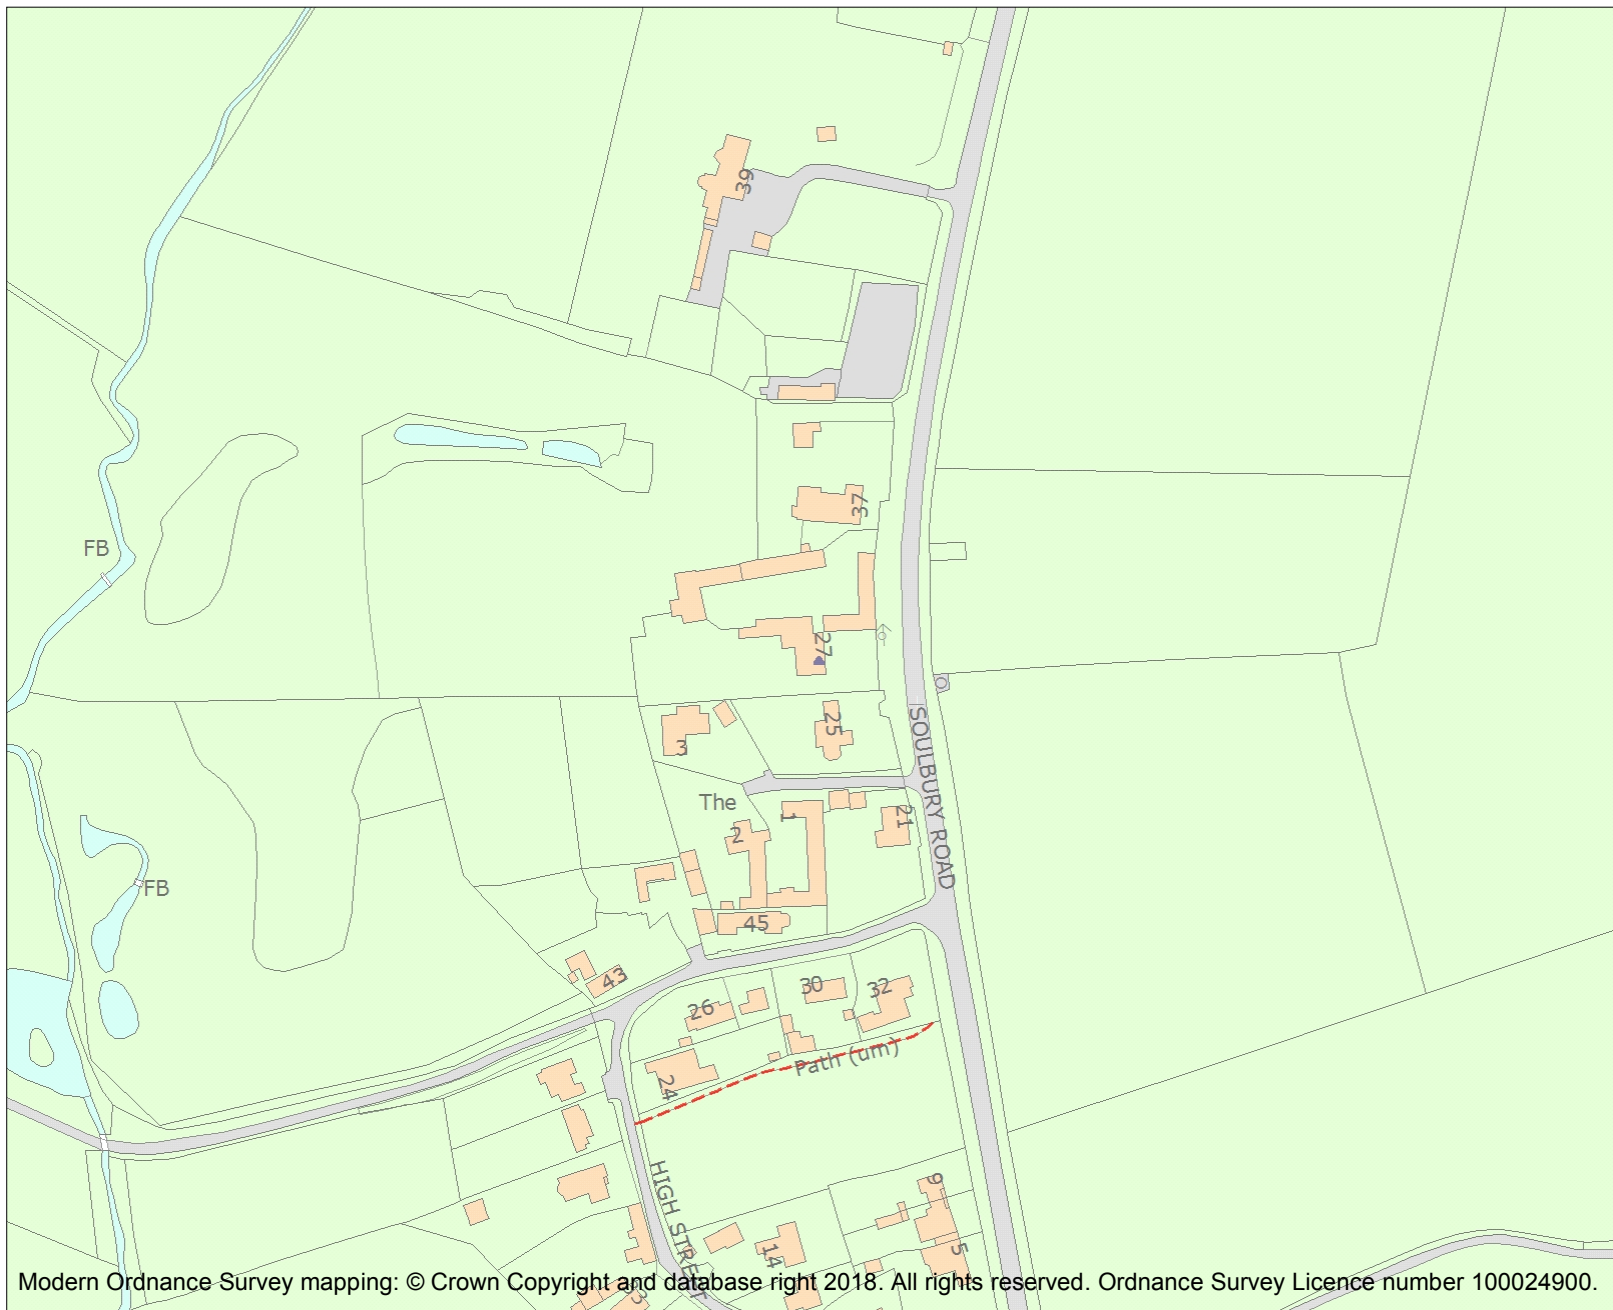 39
37
FB
27
25
SOULBURY ROAD
3
The
1
21
2
FB
45
43
30
32
26
Path (um)
24
HIGH STREET
9
14
5
Modern Ordnance Survey mapping: © Crown Copyright and database right 2018. All rights reserved. Ordnance Survey Licence number 100024900.